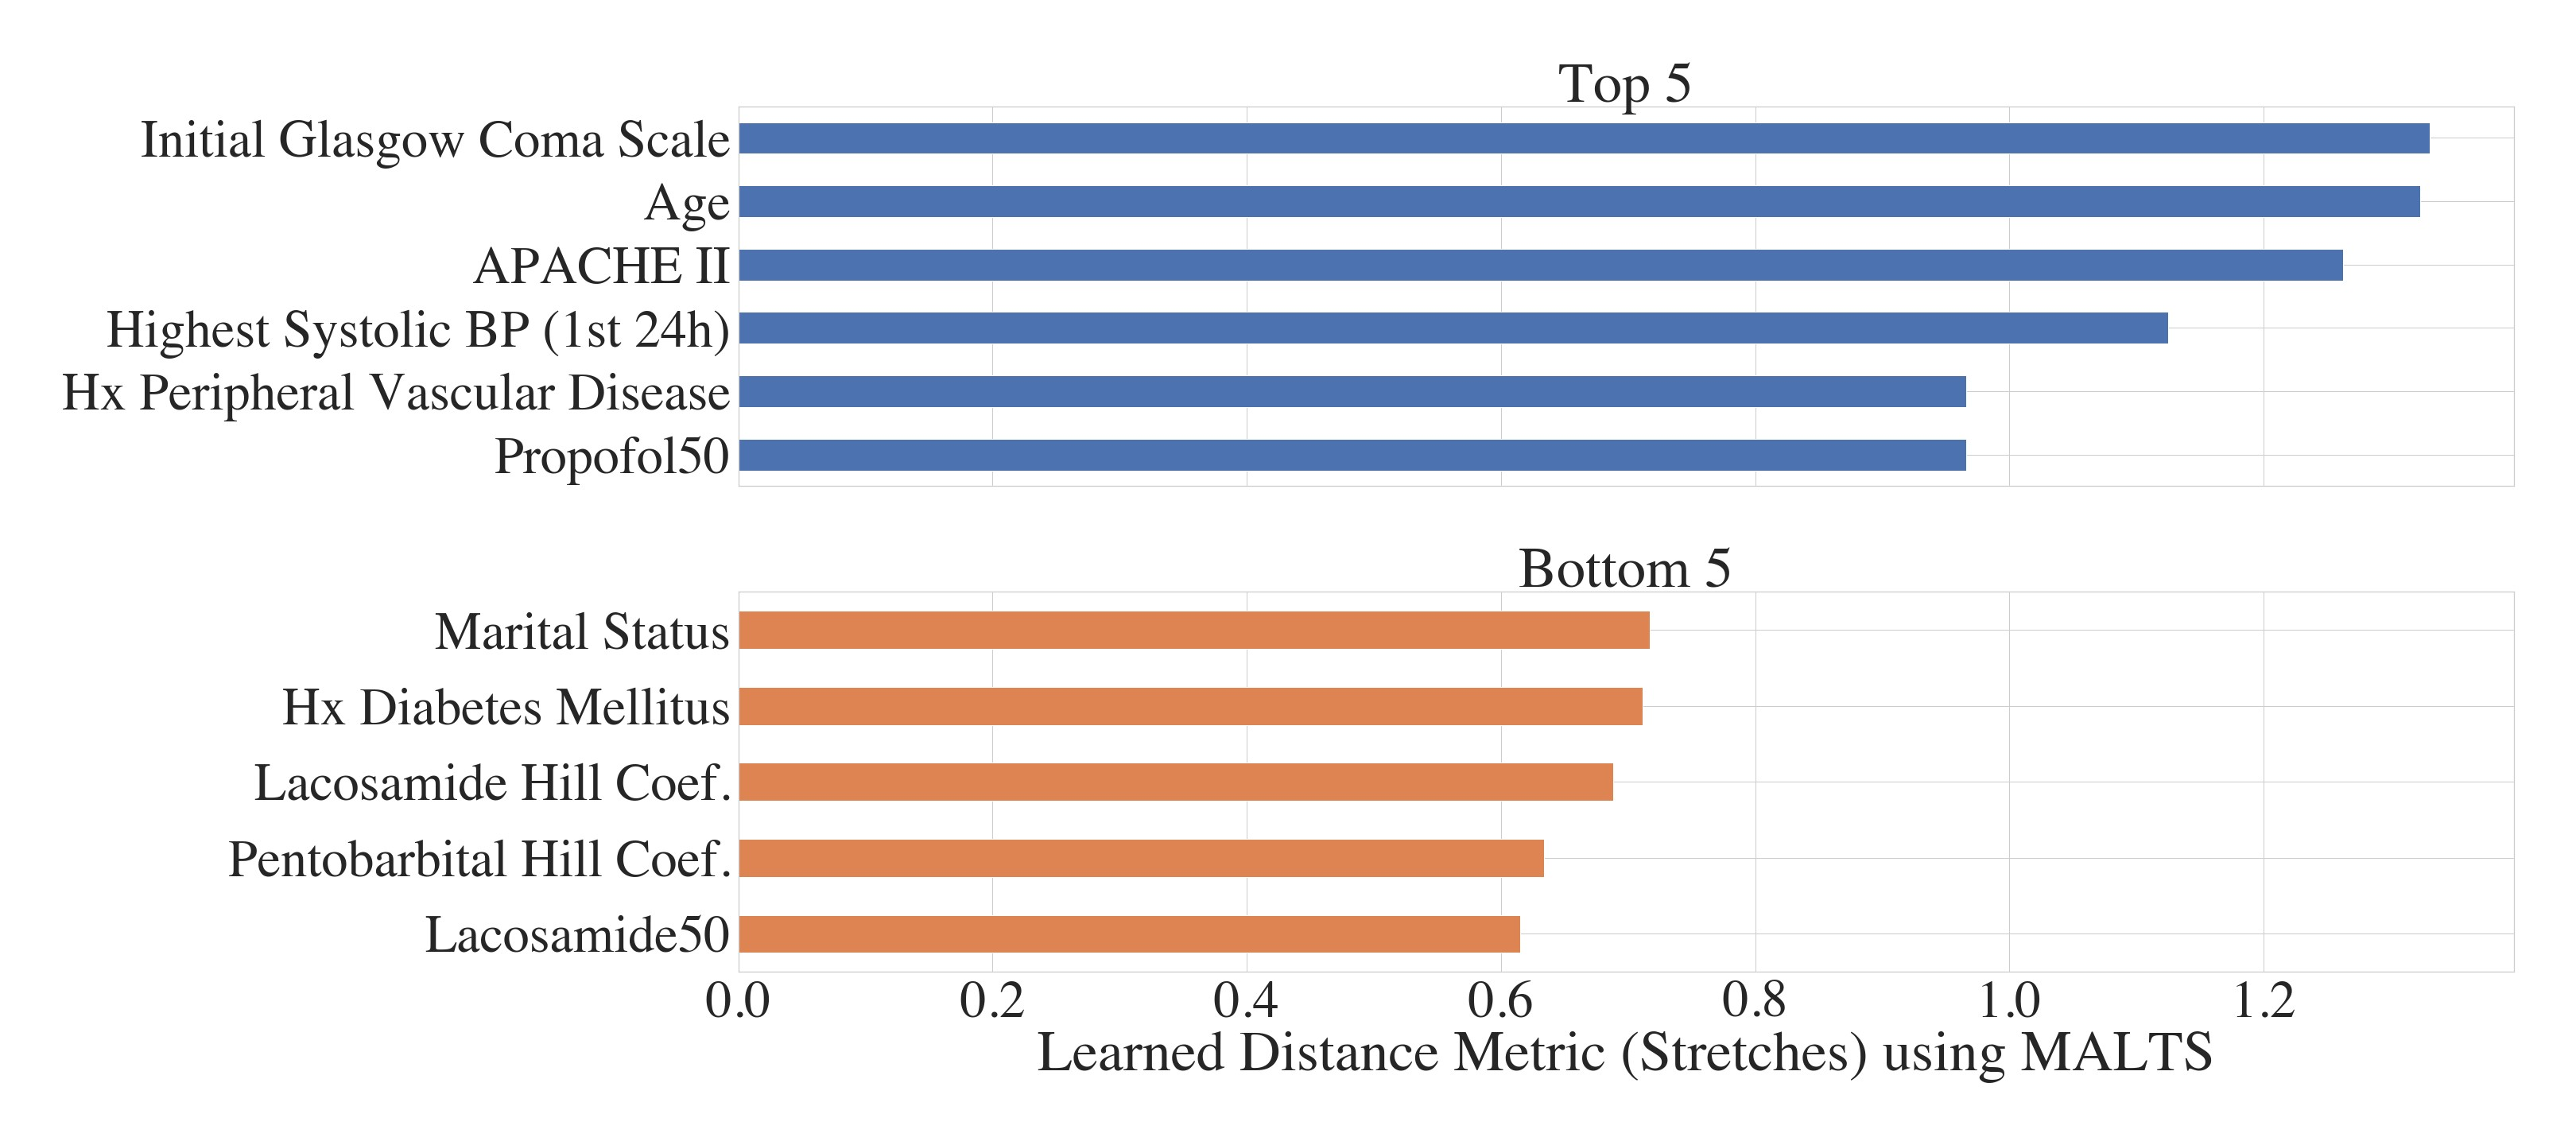 Top 5
Initial Glasgow Coma Scale
Age
APACHE II
Highest Systolic BP (1st 24h)
Hx Peripheral Vascular Disease
Propofol50
Bottom 5
Marital Status
Hx Diabetes Mellitus
Lacosamide Hill Coef.
Pentobarbital Hill Coef.
Lacosamide50
0.0 0.2 0.4 0.6 0.8 1.0 1.2
Learned Distance Metric (Stretches) using MALTS